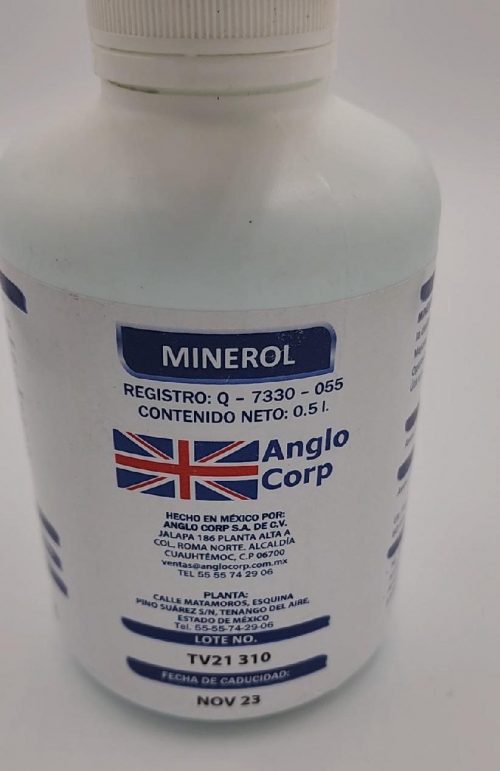 MINEROL
REGISTRO: Q – 7330 – 055
CONTENIDO NETO: 0.5 l.
Anglo
Corp
HECHO EN MÉXICO POR:
ANGLO CORP S.A. DE C.V.
JALAPA 186 PLANTA ALTA A
COL. ROMA NORTE. ALCALDÍA
CUAUHTÉMOC, C.P 06700
ventas@anglocorp.com.mx
TEL 55 55 74 29 06
PLANTA:
CALLE MATAMOROS, ESQUINA
PINO SUÁREZ S/N, TENANGO DEL AIRE,
ESTADO DE MÉXICO
Tel. 55-55-74-29-06
LOTE NO.
TV21 310
FECHA DE CADUCIDAD:
NOV 23